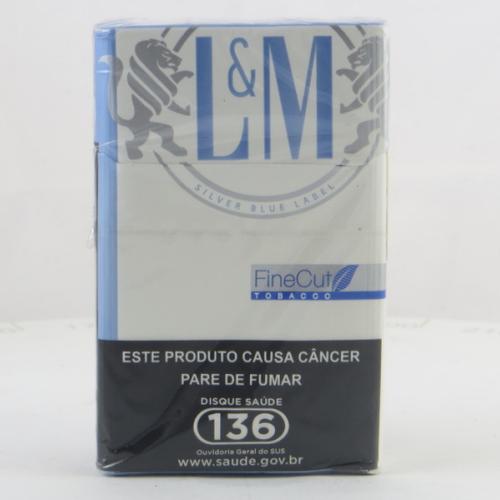 L&M
SILVER BLUE LABEL
FineCut
TOBACCO
ESTE PRODUTO CAUSA CÂNCER
PARE DE FUMAR
DISQUE SAÚDE
136
Ouvidoria Geral do SUS
www.saude.gov.br